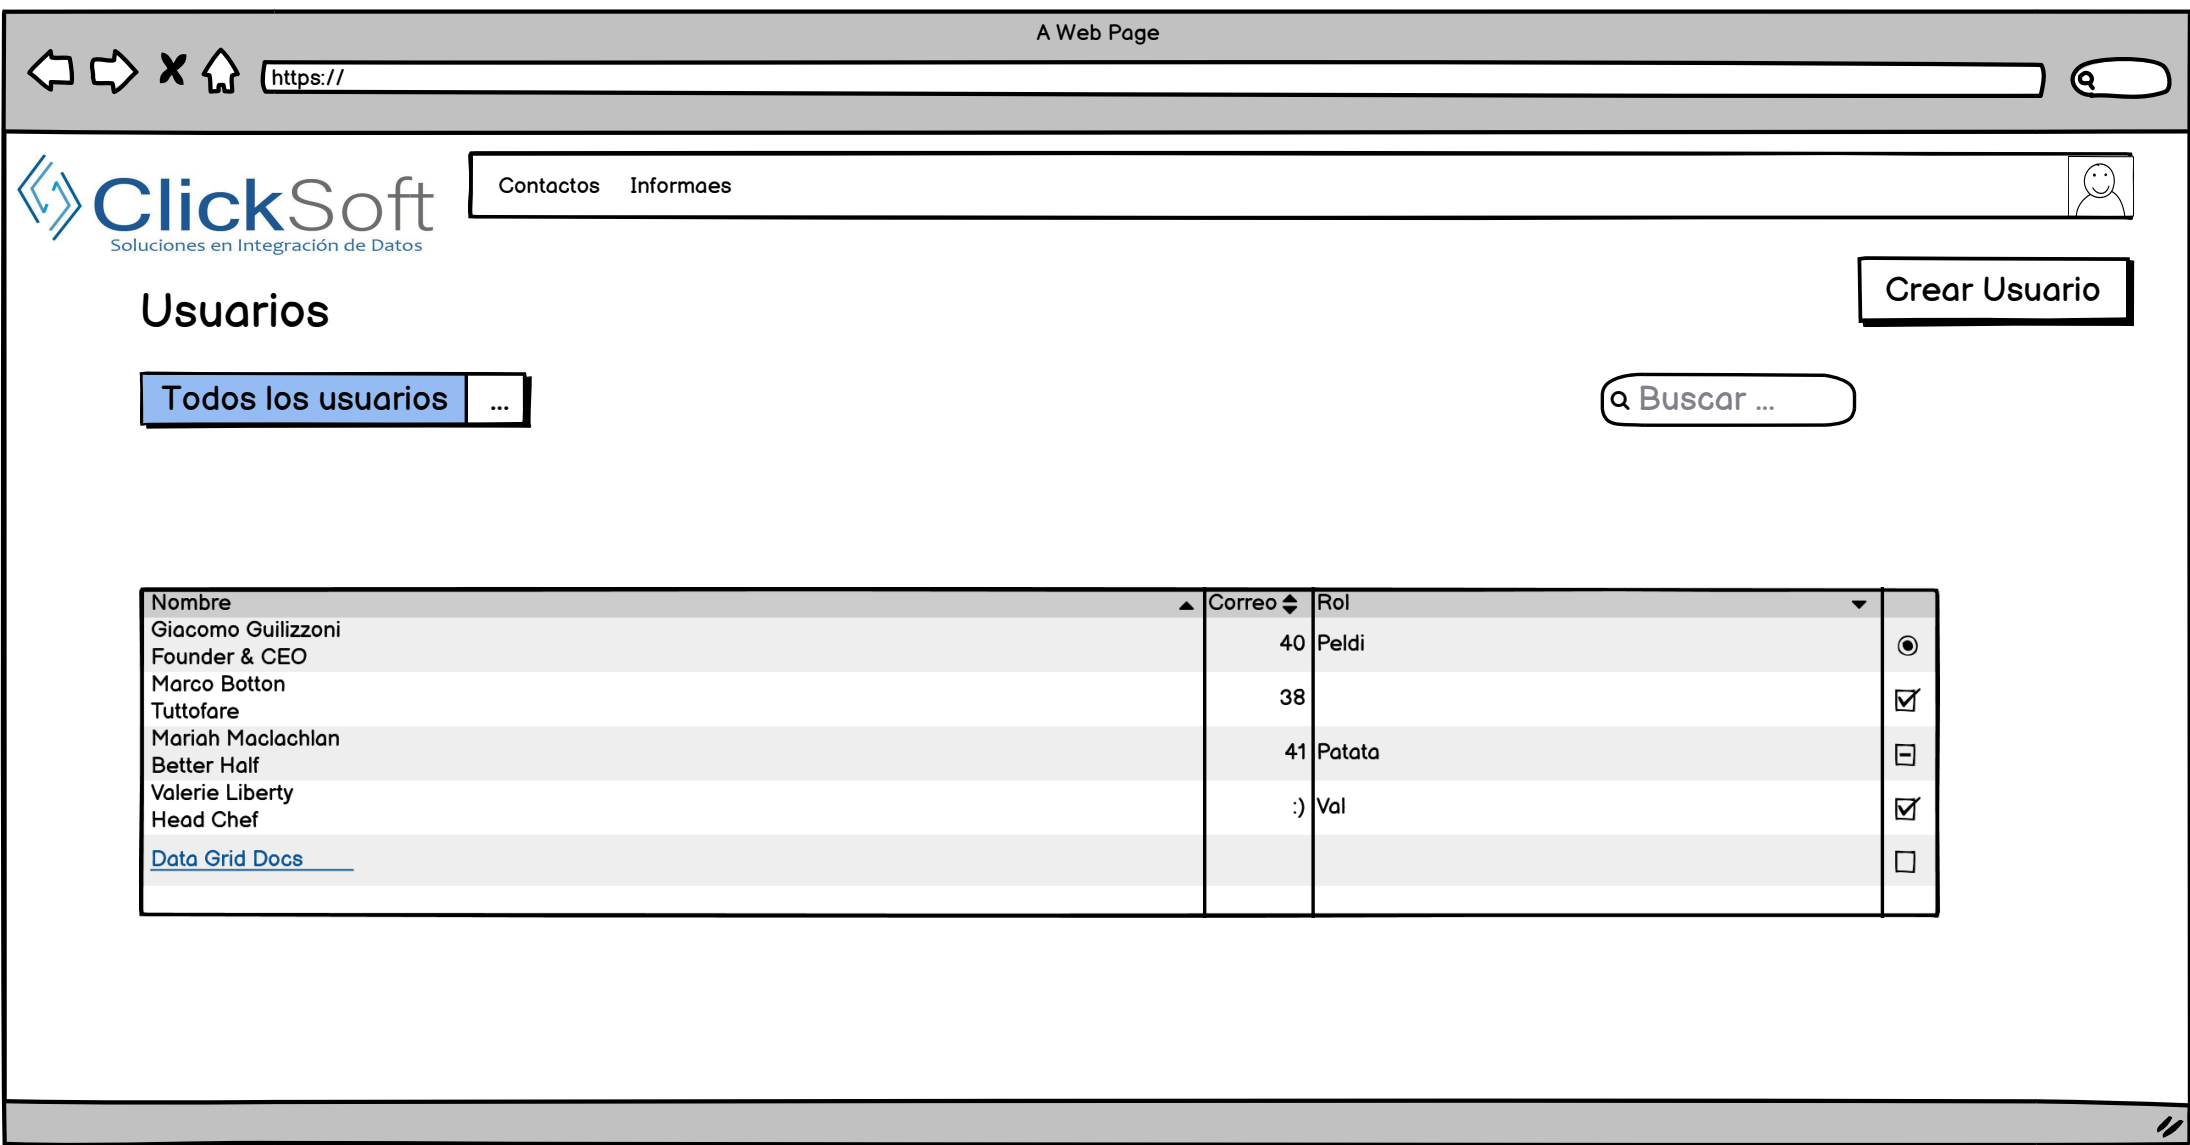 A Web Page
https://
ClickSoft
Soluciones en Integración de Datos
Contactos Informaes
Crear Usuario
Usuarios
Todos los usuarios ...
Buscar ...
Nombre Correo Rol
Giacomo Guilizzoni
Founder & CEO
40 Peldi
Marco Botton
Tuttofare
38
Mariah Maclachlan
Better Half
41 Patata
Valerie Liberty
Head Chef
:) Val
Data Grid Docs